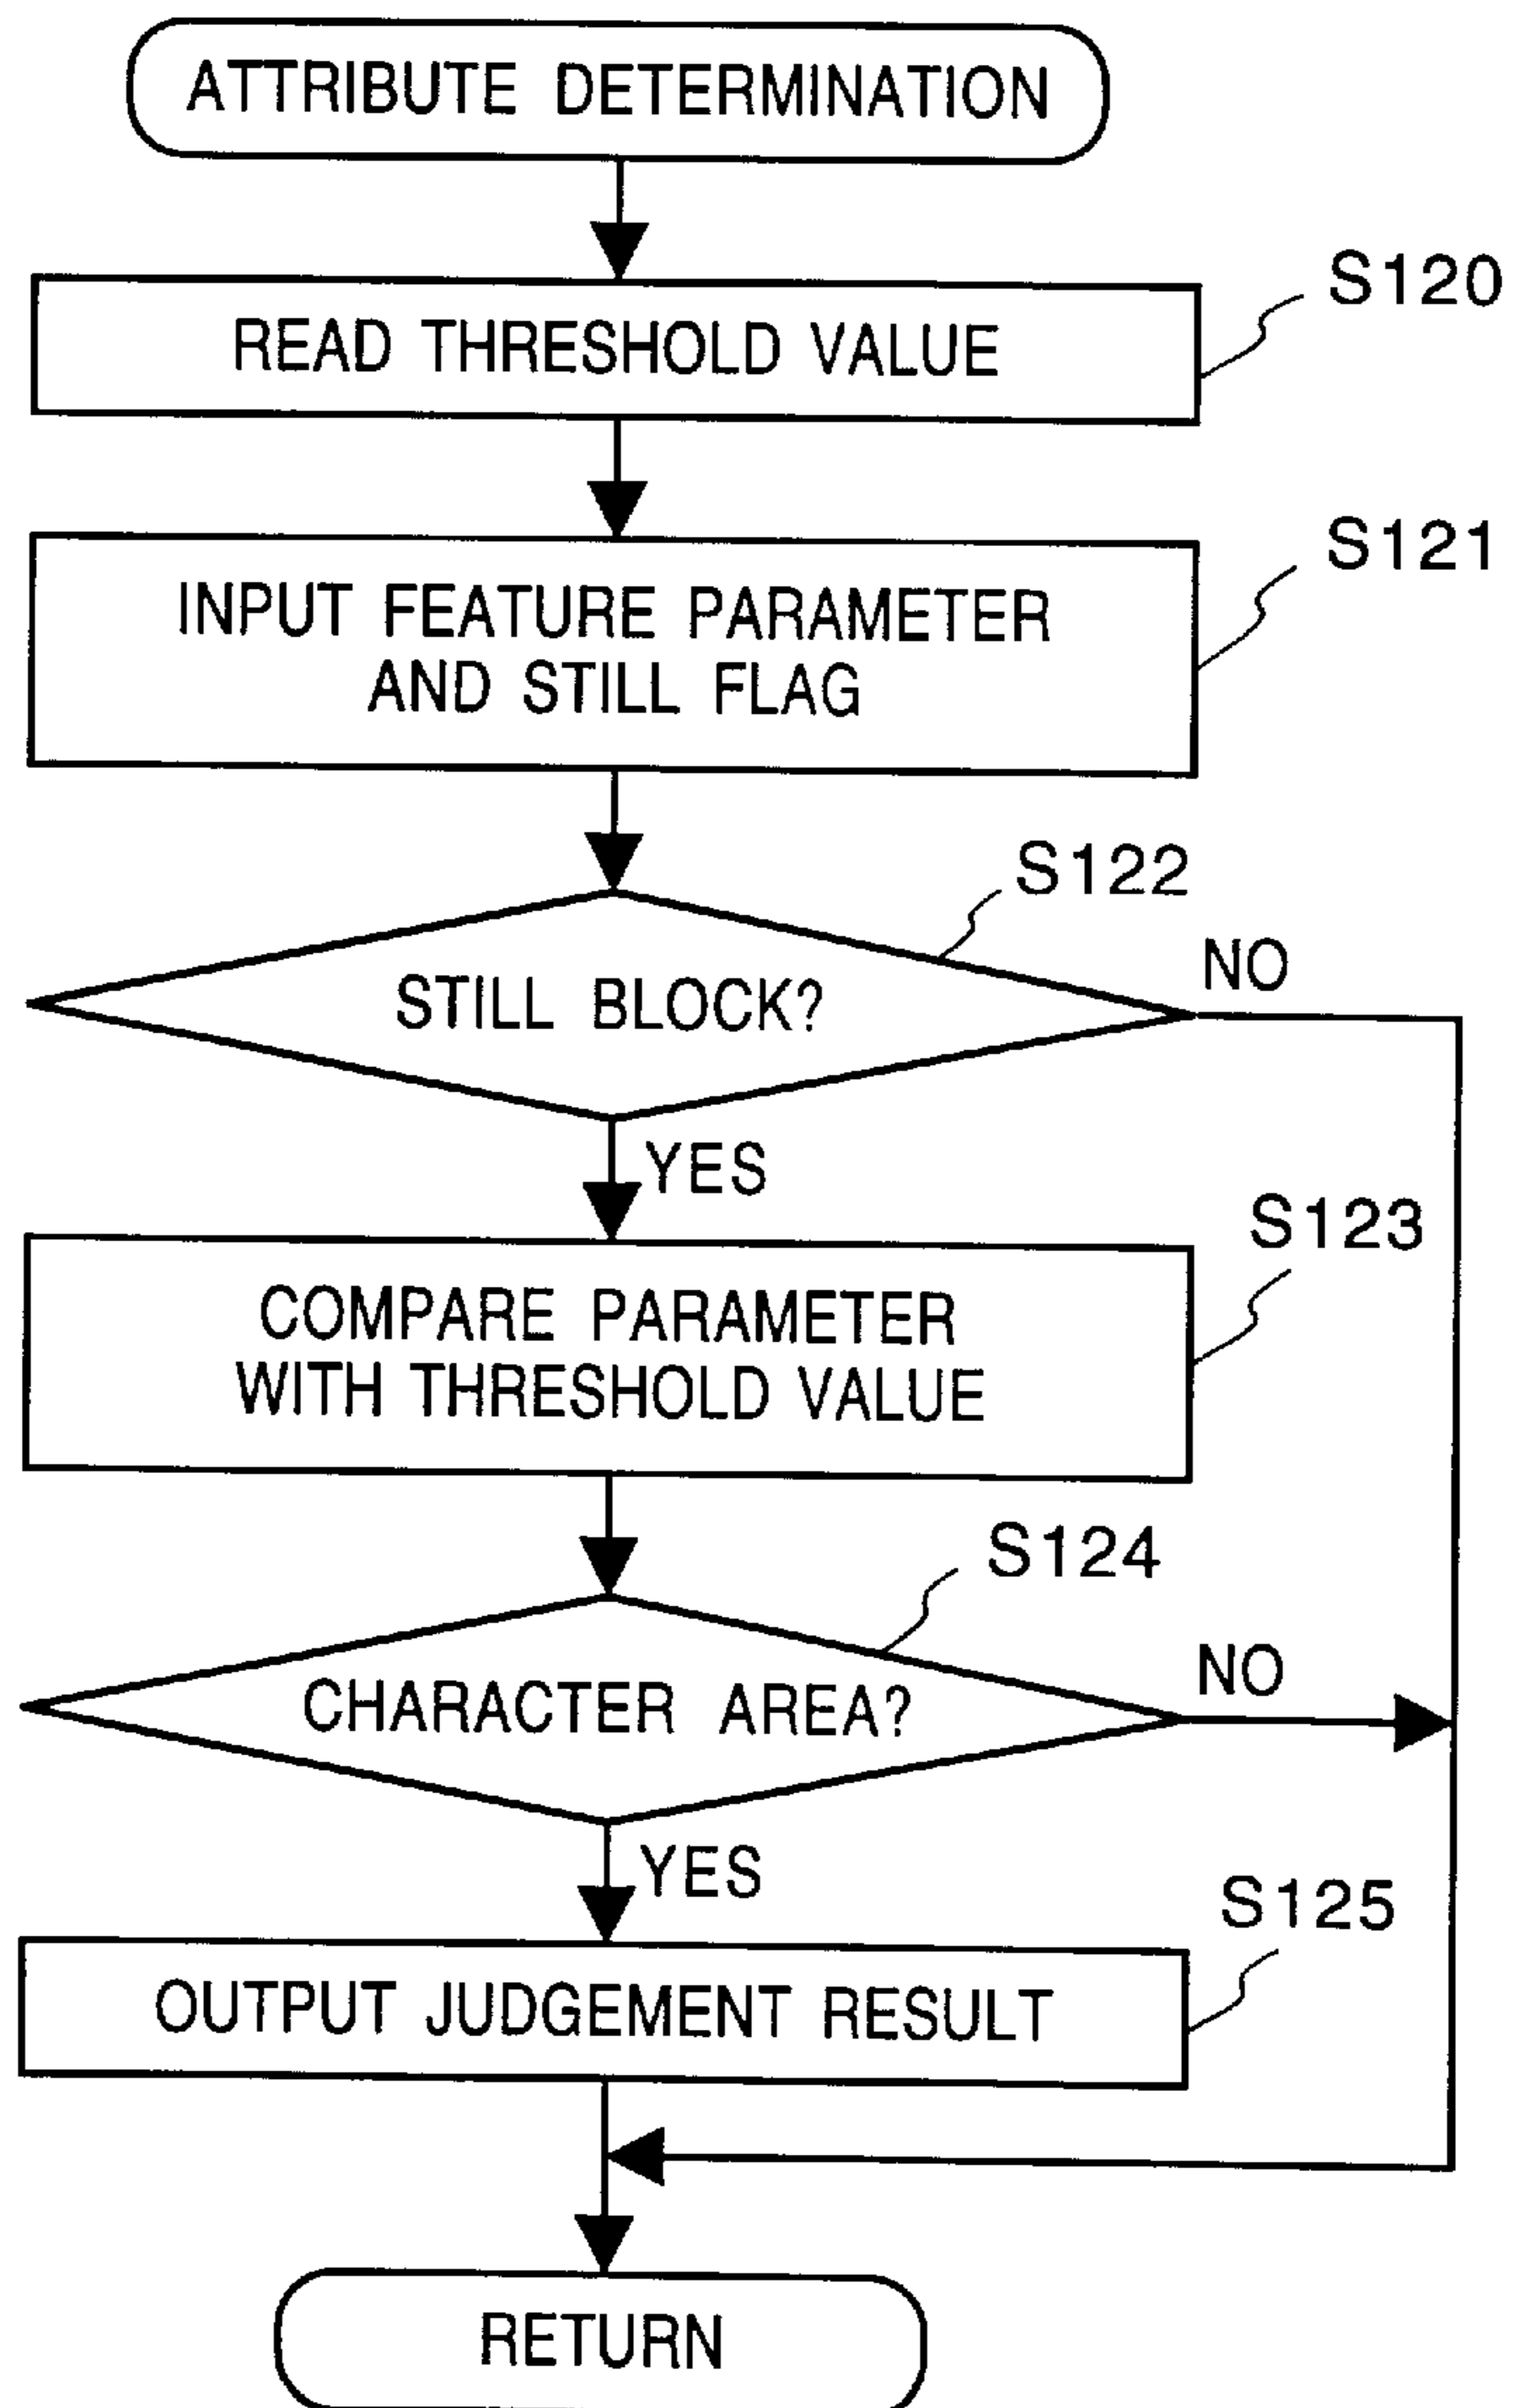 ATTRIBUTE DETERMINATION
S120
READ THRESHOLD VALUE
S121
INPUT FEATURE PARAMETER
AND STILL FLAG
S122
NO
STILL BLOCK?
YES
S123
COMPARE PARAMETER
WITH THRESHOLD VALUE
S124
NO
CHARACTER AREA?
YES
S125
OUTPUT JUDGEMENT RESULT
RETURN